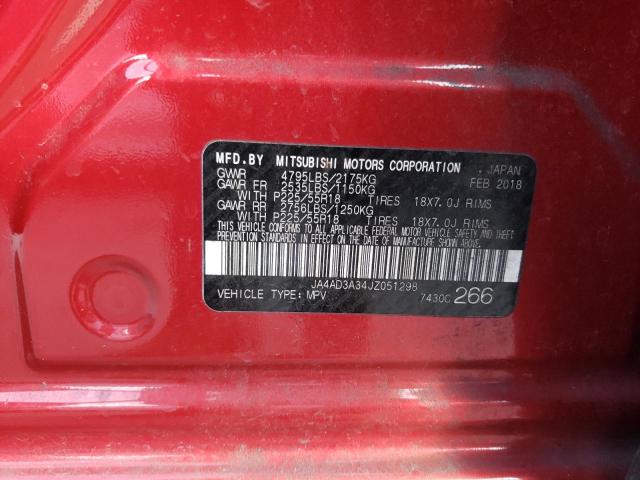 MFD.BY MITSUBISHI MOTORS CORPORATION , JAPAN
GVWR 4795LBS/2175KG FEB 2018
GAWR FR 2535LBS/1150KG
WITH P225/55R18 TIRES 18X7.0J RIMS
GAWR RR 2756LBS/1250KG
WITH P225/55R18 TIRES 18X7.0J RIMS
THIS VEHICLE CONFORMS TO ALL APPLICABLE FEDERAL MOTOR VEHICLE SAFETY AND THEFT
PREVENTION STANDARDS IN EFFECT ON THE DATE OF MANUFACTURE SHOWN ABOVE.
JA4AD3A34JZ051298
VEHICLE TYPE: MPV 7430C 266